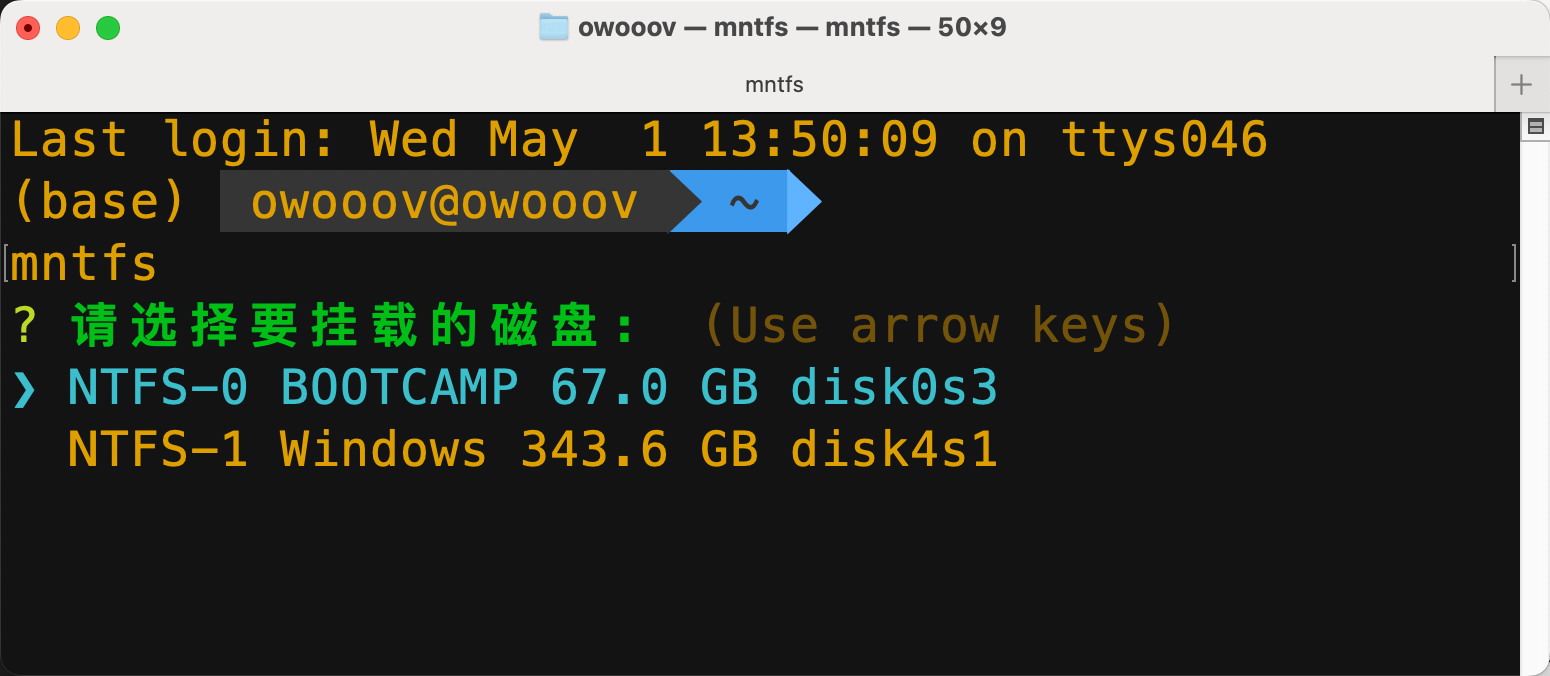 owooov — mntfs — mntfs — 50×9
mntfs
Last login: Wed May  1 13:50:09 on ttys046
(base) owooov@owooov ~
[mntfs]
? 请选择要挂载的磁盘: (Use arrow keys)
❯ NTFS-0 BOOTCAMP 67.0 GB disk0s3
NTFS-1 Windows 343.6 GB disk4s1